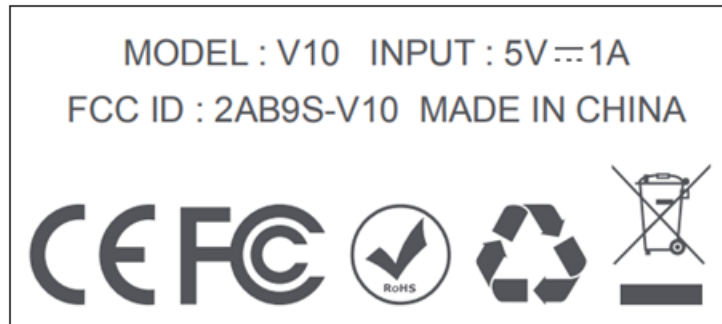 MODEL : V10 INPUT : 5V⎓1A
FCC ID : 2AB9S-V10 MADE IN CHINA
CE FC RoHS